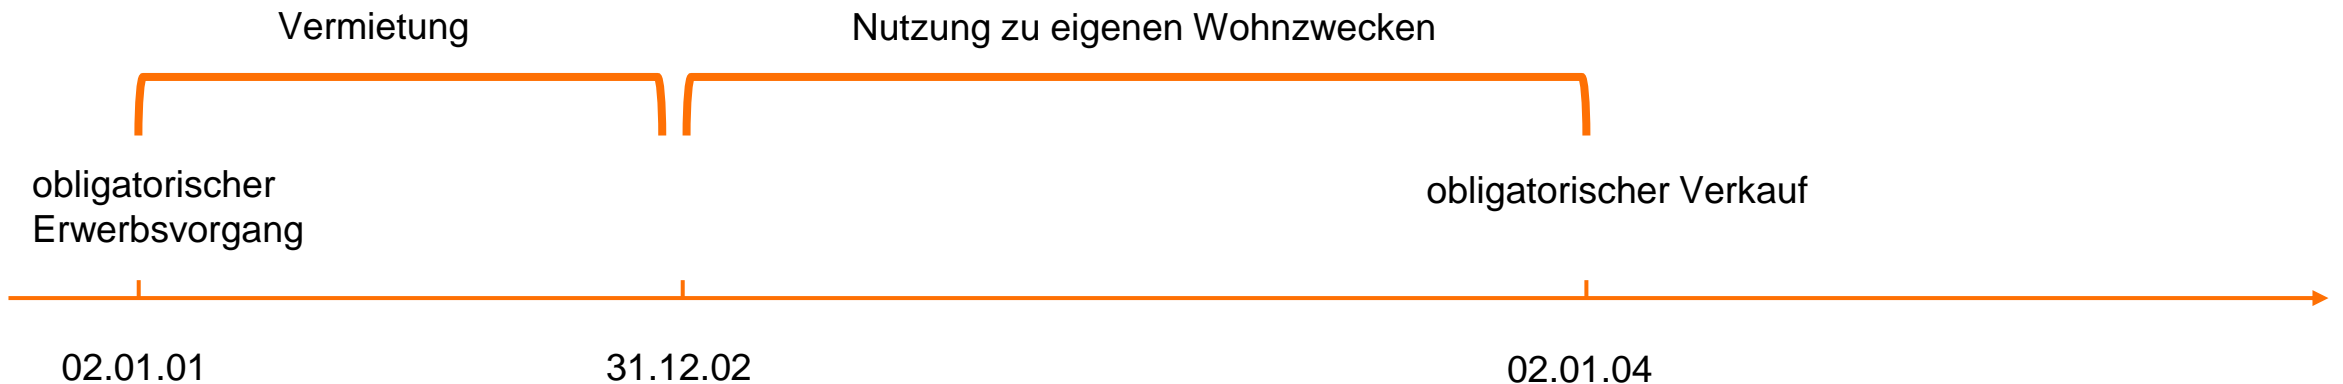 Vermietung
Nutzung zu eigenen Wohnzwecken
obligatorischer
Erwerbsvorgang
obligatorischer Verkauf
02.01.01
31.12.02
02.01.04